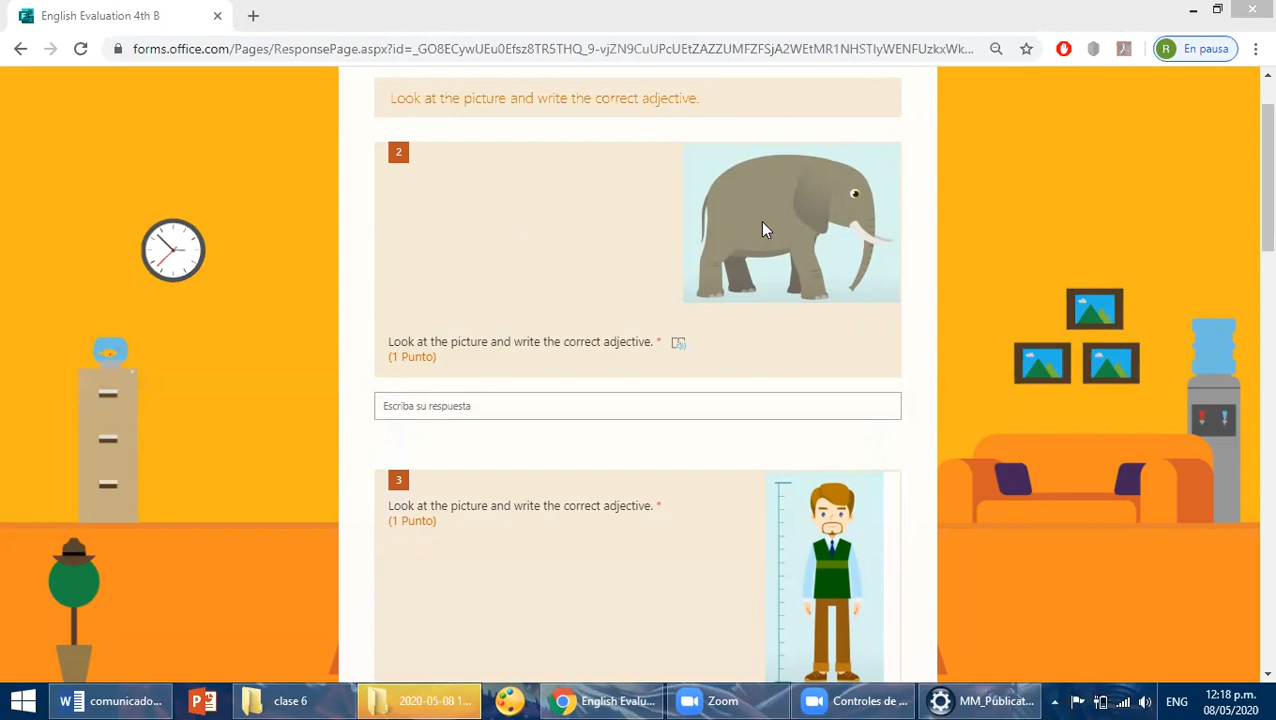 English Evaluation 4th B
forms.office.com/Pages/ResponsePage.aspx?id=_GO8ECywUEu0Efsz8TR5THQ_9-vjZN9CuUPcUEtZAZZUMFZFSjA2WEtMR1NHSTIyWENFUzkxWk...
R En pausa
Look at the picture and write the correct adjective.
2
Look at the picture and write the correct adjective. *
(1 Punto)
Escriba su respuesta
3
Look at the picture and write the correct adjective. *
(1 Punto)
comunicado... clase 6 2020-05-08 1... English Evalu... Zoom Controles de ... MM_Públicat... ENG 12:18 p.m.
08/05/2020